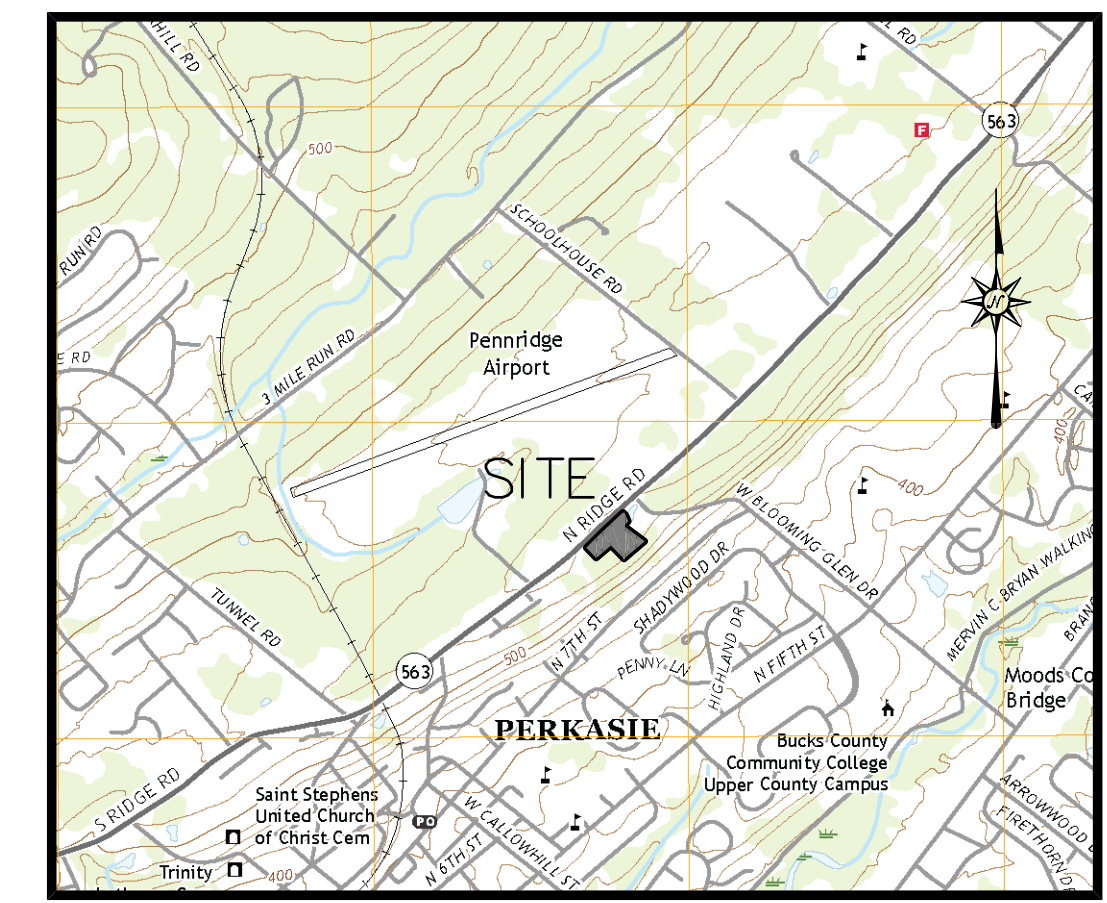 HILL RD
L RD
563
F
500
SCHOOLHOUSE RD
RUN RD
N
Pennridge
Airport
E RD
3 MILE RUN RD
400
SITE
N RIDGE RD
400
W BLOOMING GLEN DR
SHADYWOOD DR
MERVIN C BRYAN WALKING
TUNNEL RD
HIGHLAND DR
N 7TH ST
500
PENNY LN
N FIFTH ST
563
Moods Co
Bridge
PERKASIE
Bucks County
Community College
Upper County Campus
S RIDGE RD
Saint Stephens
United Church
of Christ Cem
PO
W CALLOWHILL ST
N 6TH ST
ARROWWOOD
FIRETHORN DR
Trinity
400